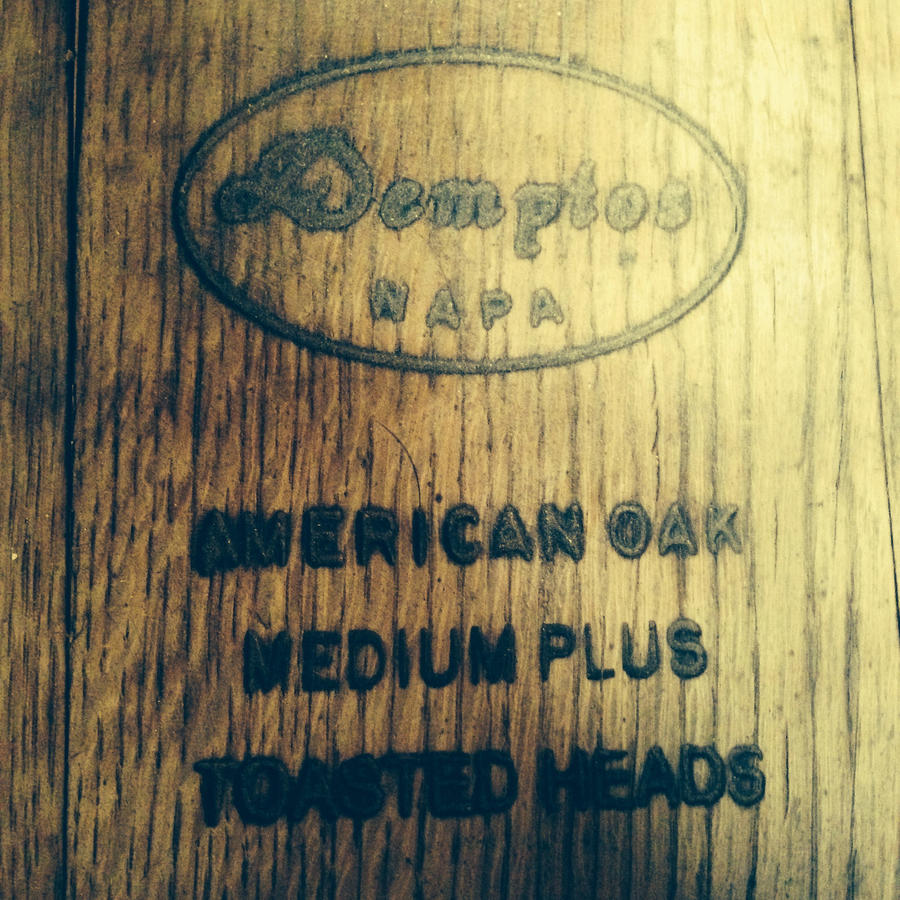 Demptos
NAPA
AMERICAN OAK
MEDIUM PLUS
TOASTED HEADS